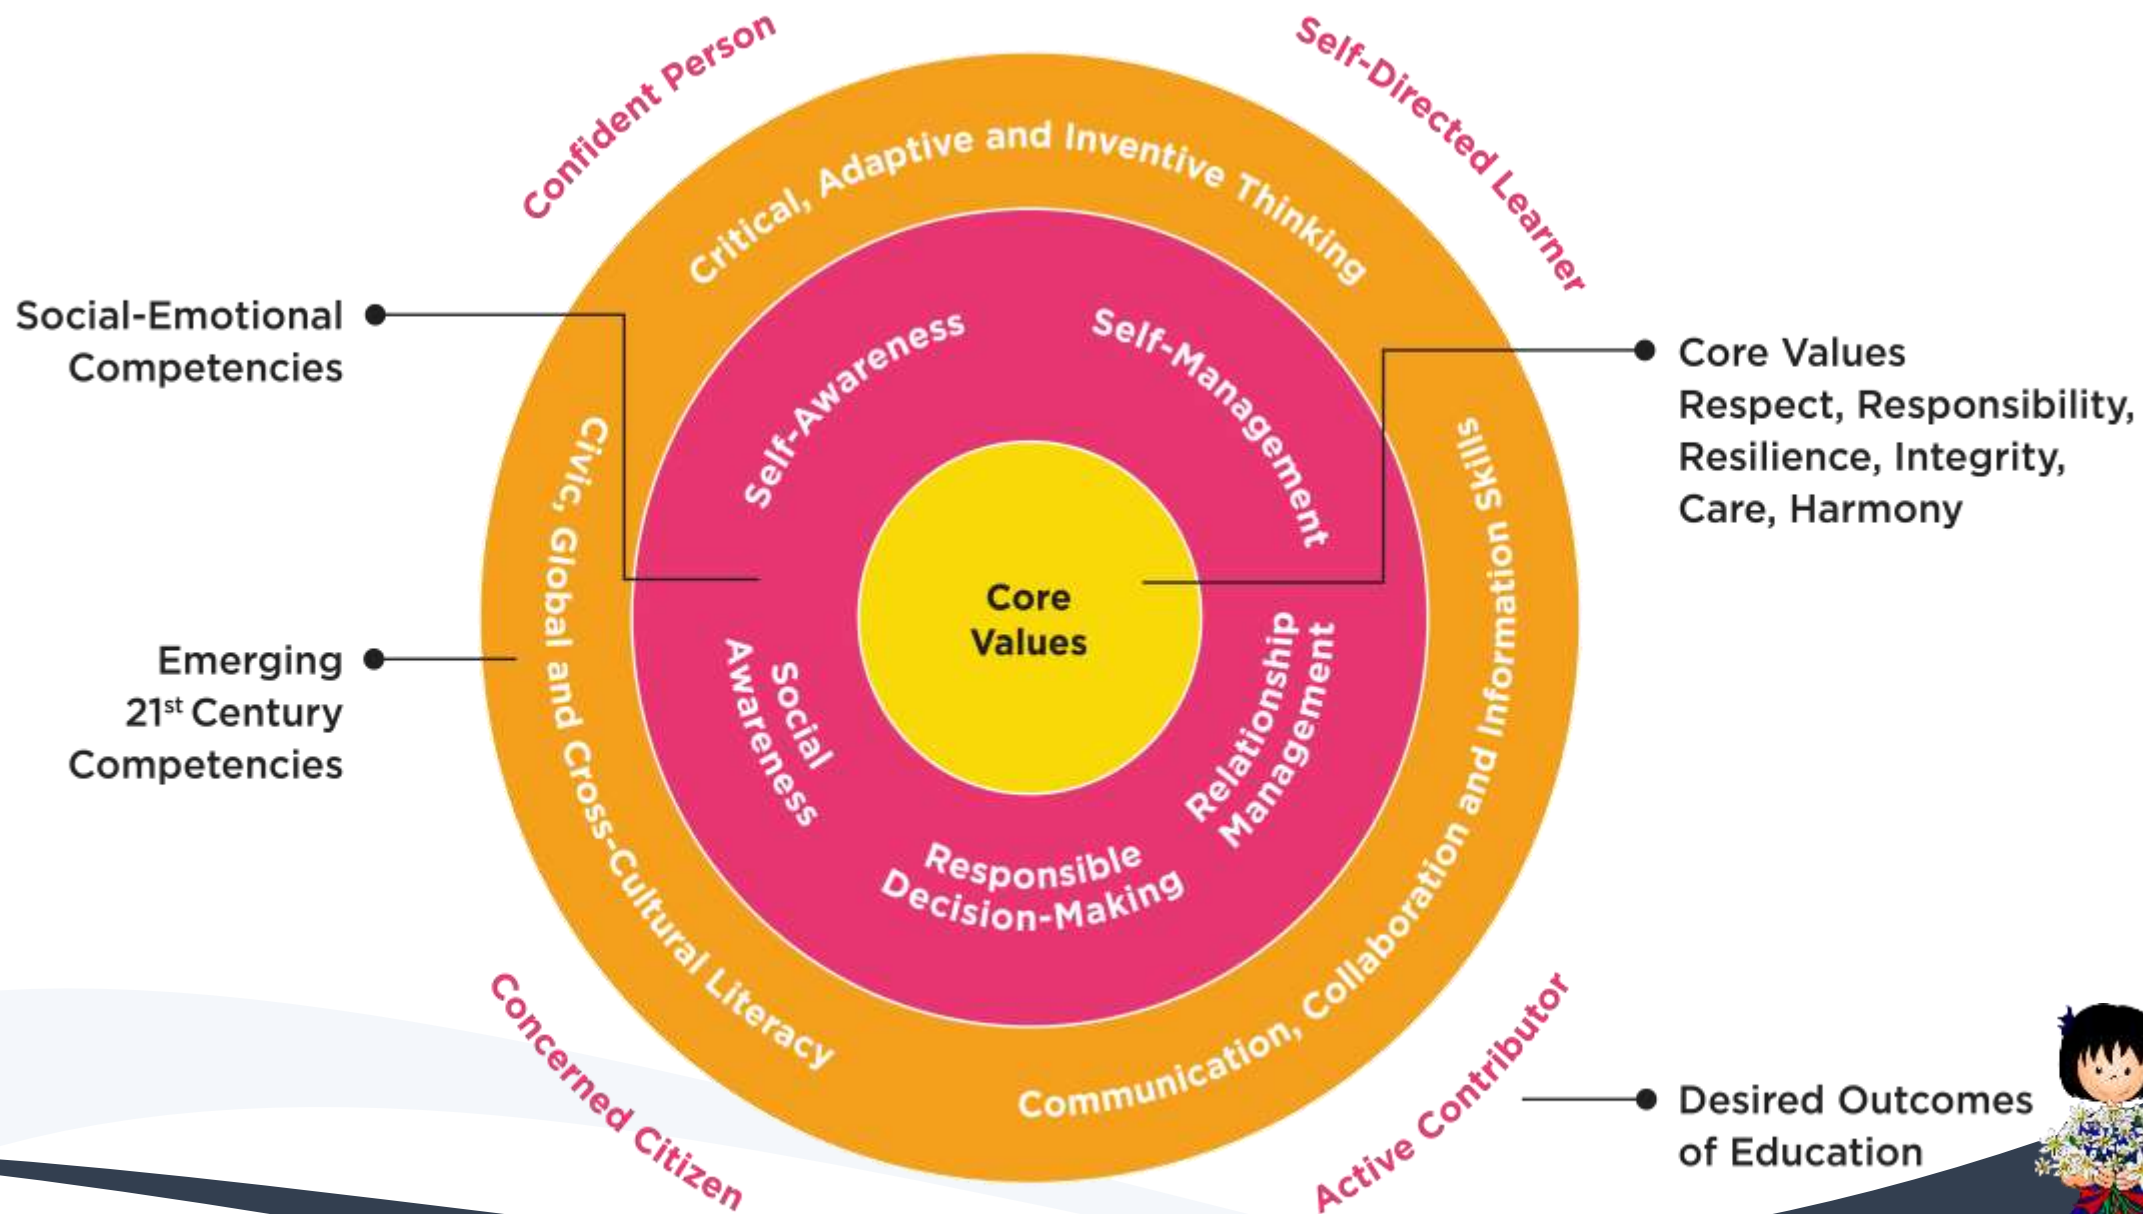 Confident Person
Self-Directed Learner
Critical, Adaptive and Inventive Thinking
Social-Emotional
Competencies
Self-Awareness
Self-Management
Core Values
Respect, Responsibility,
Resilience, Integrity,
Care, Harmony
Civic, Global and Cross-Cultural Literacy
Communication, Collaboration and Information Skills
Core
Values
Emerging
21st Century
Competencies
Social
Awareness
Relationship
Management
Responsible
Decision-Making
Concerned Citizen
Active Contributor
Desired Outcomes
of Education